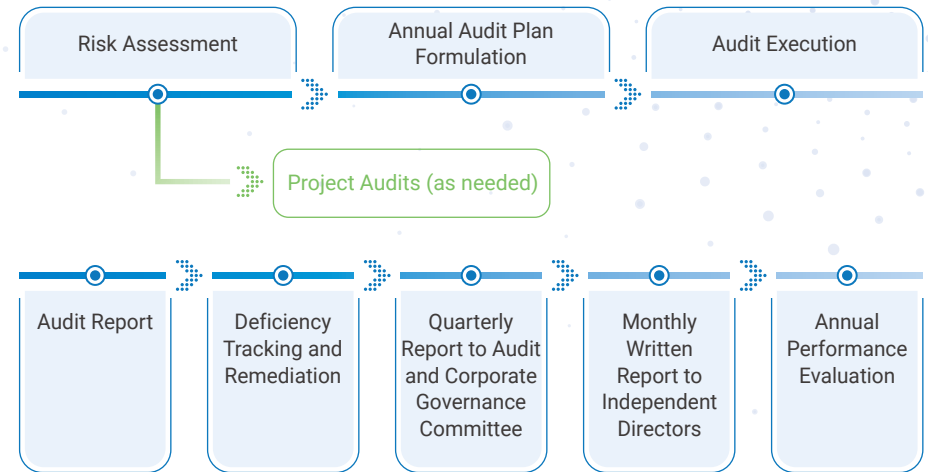 Risk Assessment
Annual Audit Plan
Formulation
Audit Execution
Project Audits (as needed)
Audit Report
Deficiency
Tracking and
Remediation
Quarterly
Report to Audit
and Corporate
Governance
Committee
Monthly
Written
Report to
Independent
Directors
Annual
Performance
Evaluation